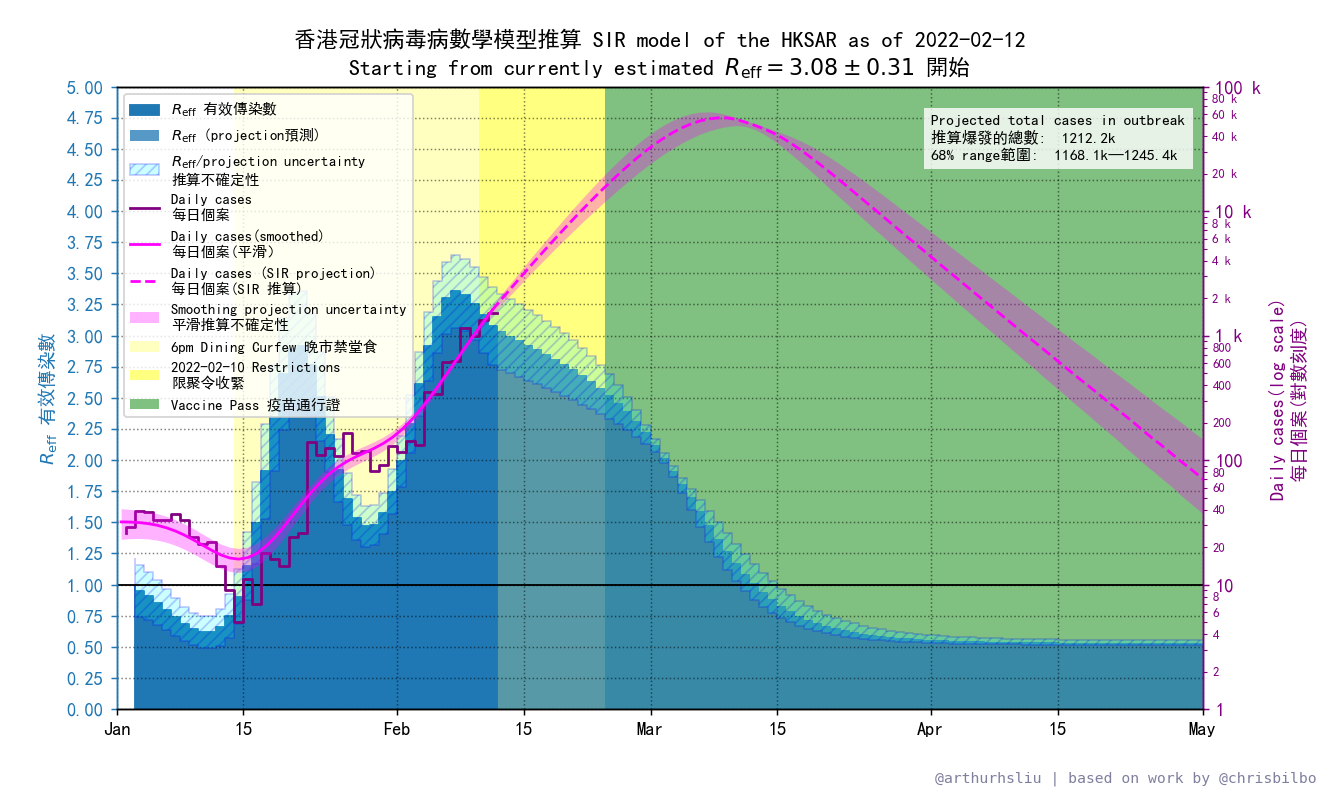 香港冠狀病毒病數學模型推算 SIR model of the HKSAR as of 2022-02-12
Starting from currently estimated Reff = 3.08 ± 0.31 開始
Reff 有效傳染數
Reff (projection預測)
Reff/projection uncertainty
推算不確定性
Daily cases
每日個案
Daily cases(smoothed)
每日個案(平滑)
Daily cases (SIR projection)
每日個案(SIR 推算)
Smoothing projection uncertainty
平滑推算不確定性
6pm Dining Curfew 晚市禁堂食
2022-02-10 Restrictions
限聚令收緊
Vaccine Pass 疫苗通行證
Projected total cases in outbreak
推算爆發的總數: 1212.2k
68% range範圍: 1168.1k—1245.4k
Reff 有效傳染數
5.00
4.75
4.50
4.25
4.00
3.75
3.50
3.25
3.00
2.75
2.50
2.25
2.00
1.75
1.50
1.25
1.00
0.75
0.50
0.25
0.00
100 k
80 k
60 k
40 k
20 k
10 k
8 k
6 k
4 k
2 k
1 k
800
600
400
200
100
80
60
40
20
10
8
6
4
2
1
Daily cases(log scale)
每日個案(對數刻度)
Jan
15
Feb
15
Mar
15
Apr
15
May
@arthurhsliu | based on work by @chrisbilbo